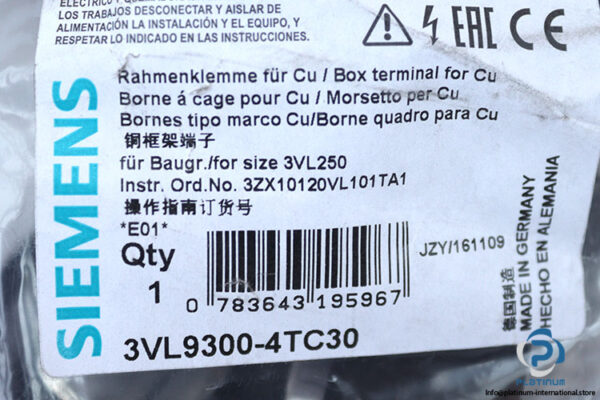 ELÉCTRICO Y QUE
LOS TRABAJOS DESCONECTAR Y AISLAR DE
ALIMENTACIÓN LA INSTALACIÓN Y EL EQUIPO, Y
RESPETAR LO INDICADO EN LAS INSTRUCCIONES.
EAC CE
SIEMENS
Rahmenklemme für Cu / Box terminal for Cu
Borne á cage pour Cu / Morsetto per Cu
Bornes tipo marco Cu/Borne quadro para Cu
铜框架端子
für Baugr./for size 3VL250
Instr. Ord.No. 3ZX10120VL101TA1
操作指南订货号
*E01*
Qty
1
0 783643 195967
JZY/161109
德国制造
MADE IN GERMANY
HECHO EN ALEMANIA
3VL9300-4TC30
PLATINUM
info@platinum-international.store